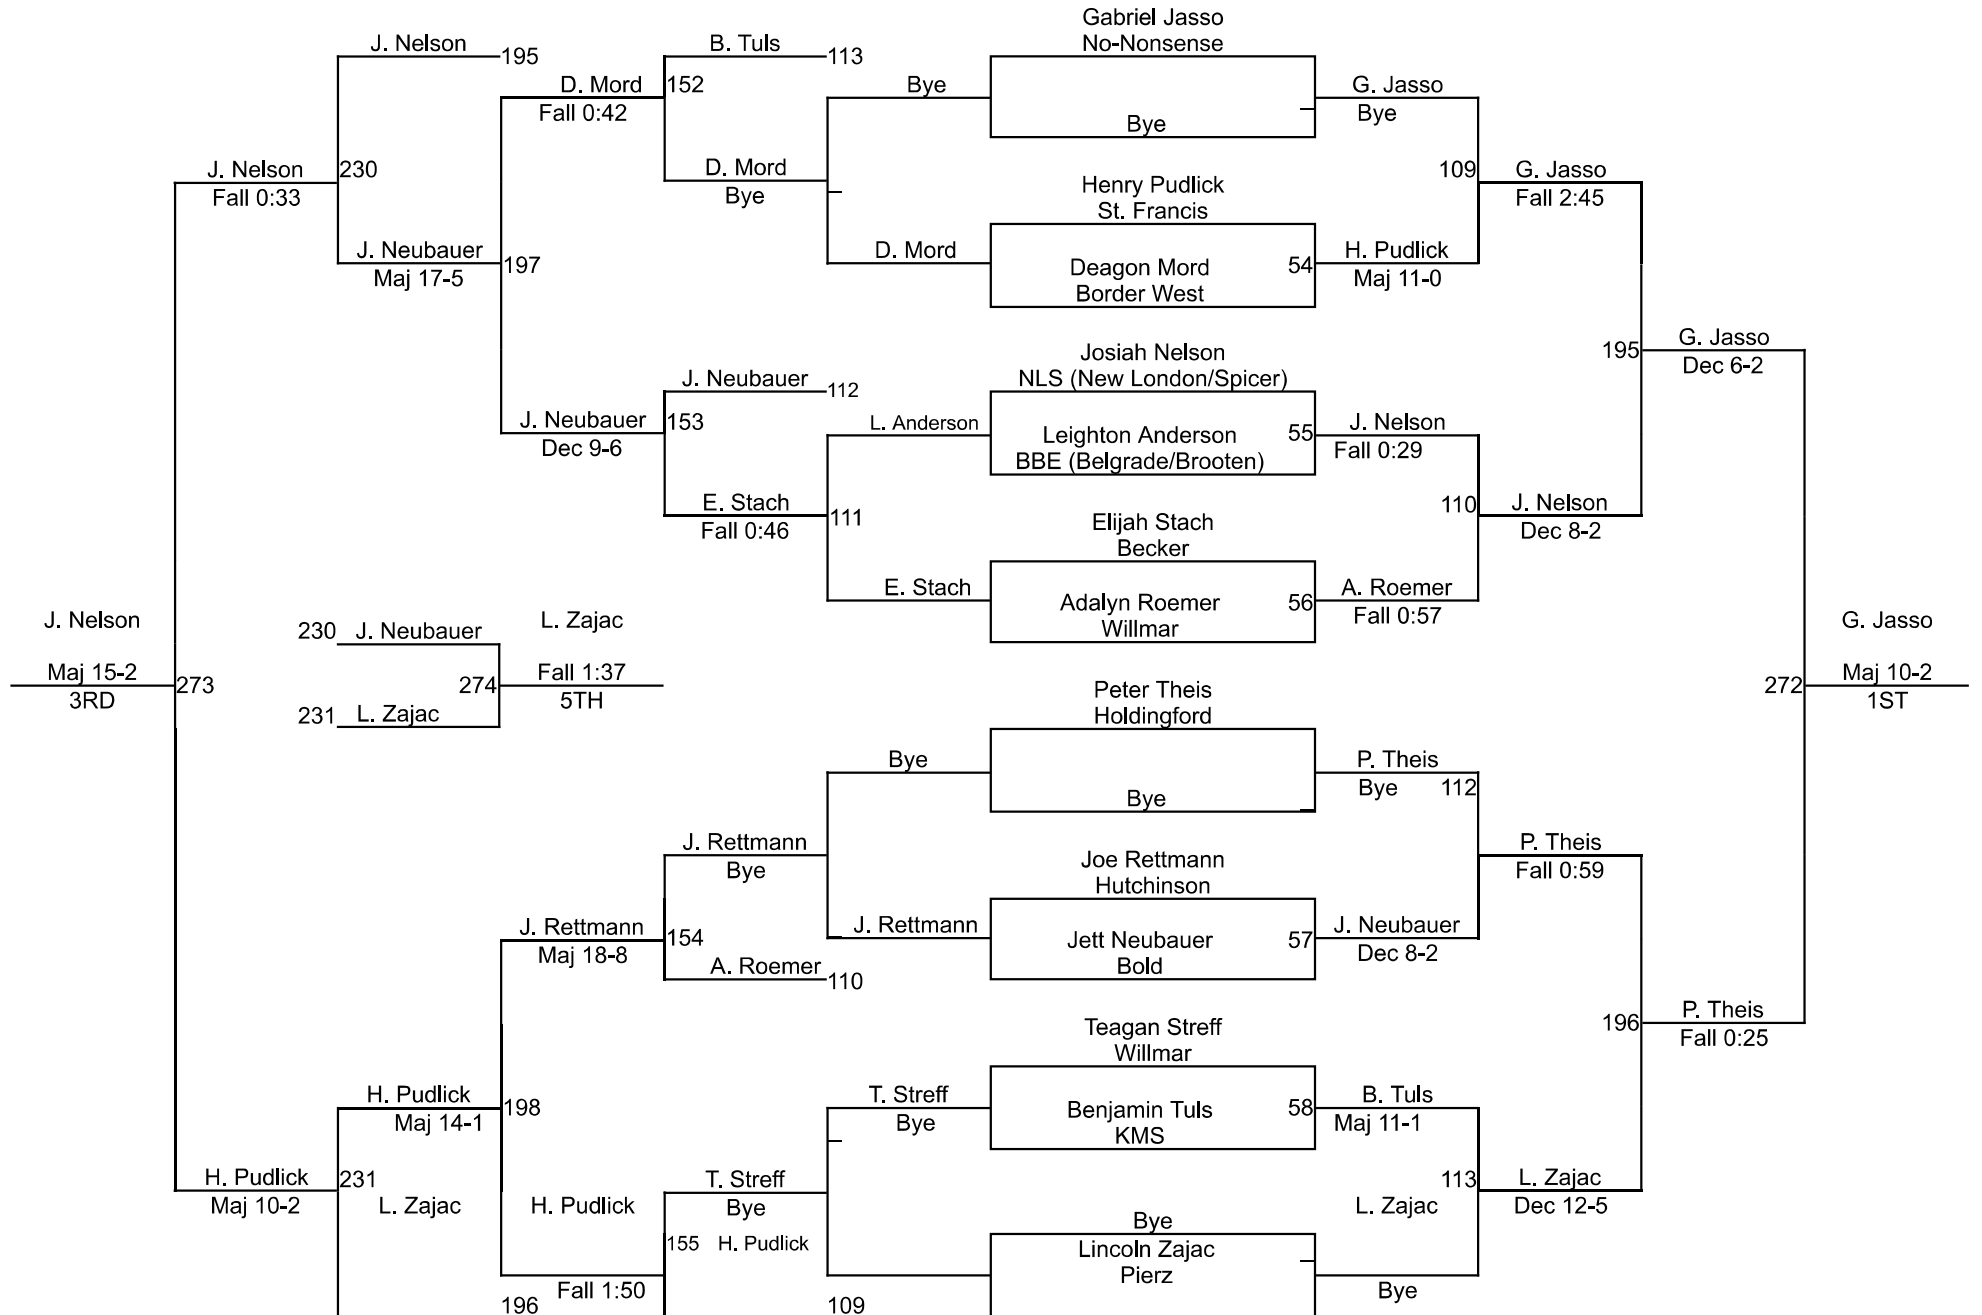 Gabriel Jasso
J. Nelson
195
B. Tuls
113
No-Nonsense
D. Mord
152
Bye
G. Jasso
Fall 0:42
Bye
Bye
J. Nelson
230
D. Mord
109
G. Jasso
Fall 0:33
Bye
Henry Pudlick
Fall 2:45
St. Francis
J. Neubauer
197
D. Mord
54
H. Pudlick
Maj 17-5
Deagon Mord
Maj 11-0
Border West
Josiah Nelson
195
G. Jasso
J. Neubauer
112
NLS (New London/Spicer)
Dec 6-2
J. Neubauer
153
L. Anderson
Leighton Anderson
55
J. Nelson
Dec 9-6
BBE (Belgrade/Brooten)
Fall 0:29
E. Stach
111
110
J. Nelson
Fall 0:46
Elijah Stach
Dec 8-2
Becker
E. Stach
Adalyn Roemer
56
A. Roemer
Willmar
Fall 0:57
J. Nelson
230
J. Neubauer
L. Zajac
G. Jasso
Maj 15-2
273
274
Fall 1:37
Peter Theis
272
Maj 10-2
3RD
5TH
1ST
231
L. Zajac
Holdingford
Bye
P. Theis
Bye
Bye
112
J. Rettmann
P. Theis
Bye
Joe Rettmann
Fall 0:59
Hutchinson
J. Rettmann
154
J. Rettmann
Jett Neubauer
57
J. Neubauer
Maj 18-8
Bold
Dec 8-2
A. Roemer
110
Teagan Streff
196
P. Theis
Willmar
Fall 0:25
H. Pudlick
198
T. Streff
Benjamin Tuls
58
B. Tuls
Maj 14-1
Bye
KMS
Maj 11-1
H. Pudlick
231
T. Streff
113
L. Zajac
Maj 10-2
L. Zajac
H. Pudlick
Bye
L. Zajac
Dec 12-5
Bye
155
H. Pudlick
Lincoln Zajac
Pierz
Fall 1:50
Bye
196
109